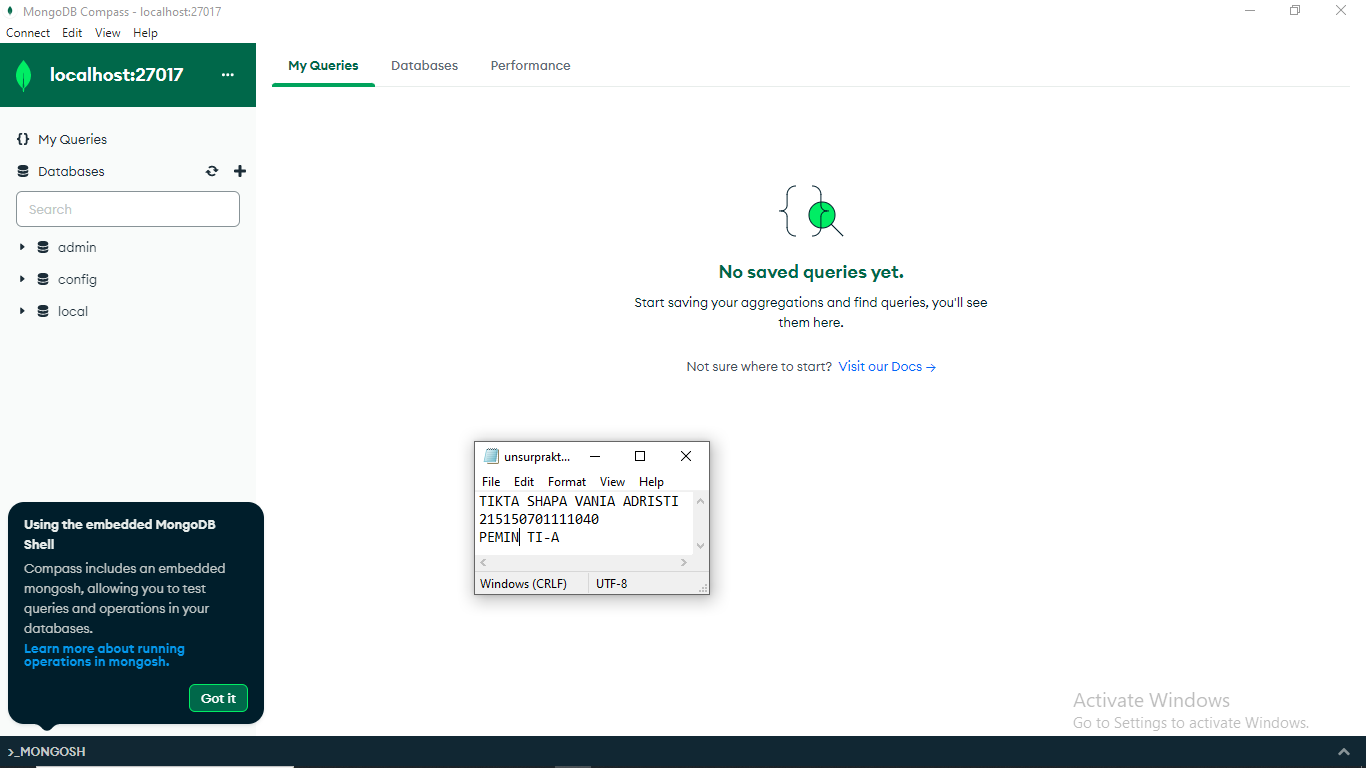 MongoDB Compass - localhost:27017
Connect Edit View Help
localhost:27017 ...
My Queries Databases Performance
{} My Queries
Databases
Search
admin
config
local
No saved queries yet.
Start saving your aggregations and find queries, you'll see
them here.
Not sure where to start? Visit our Docs →
unsurprakt...
File Edit Format View Help
TIKTA SHAPA VANIA ADRISTI
215150701111040
PEMIN TI-A
Windows (CRLF) UTF-8
Using the embedded MongoDB
Shell
Compass includes an embedded
mongosh, allowing you to test
queries and operations in your
databases.
Learn more about running
operations in mongosh.
Got it
Activate Windows
Go to Settings to activate Windows.
>_MONGOSH